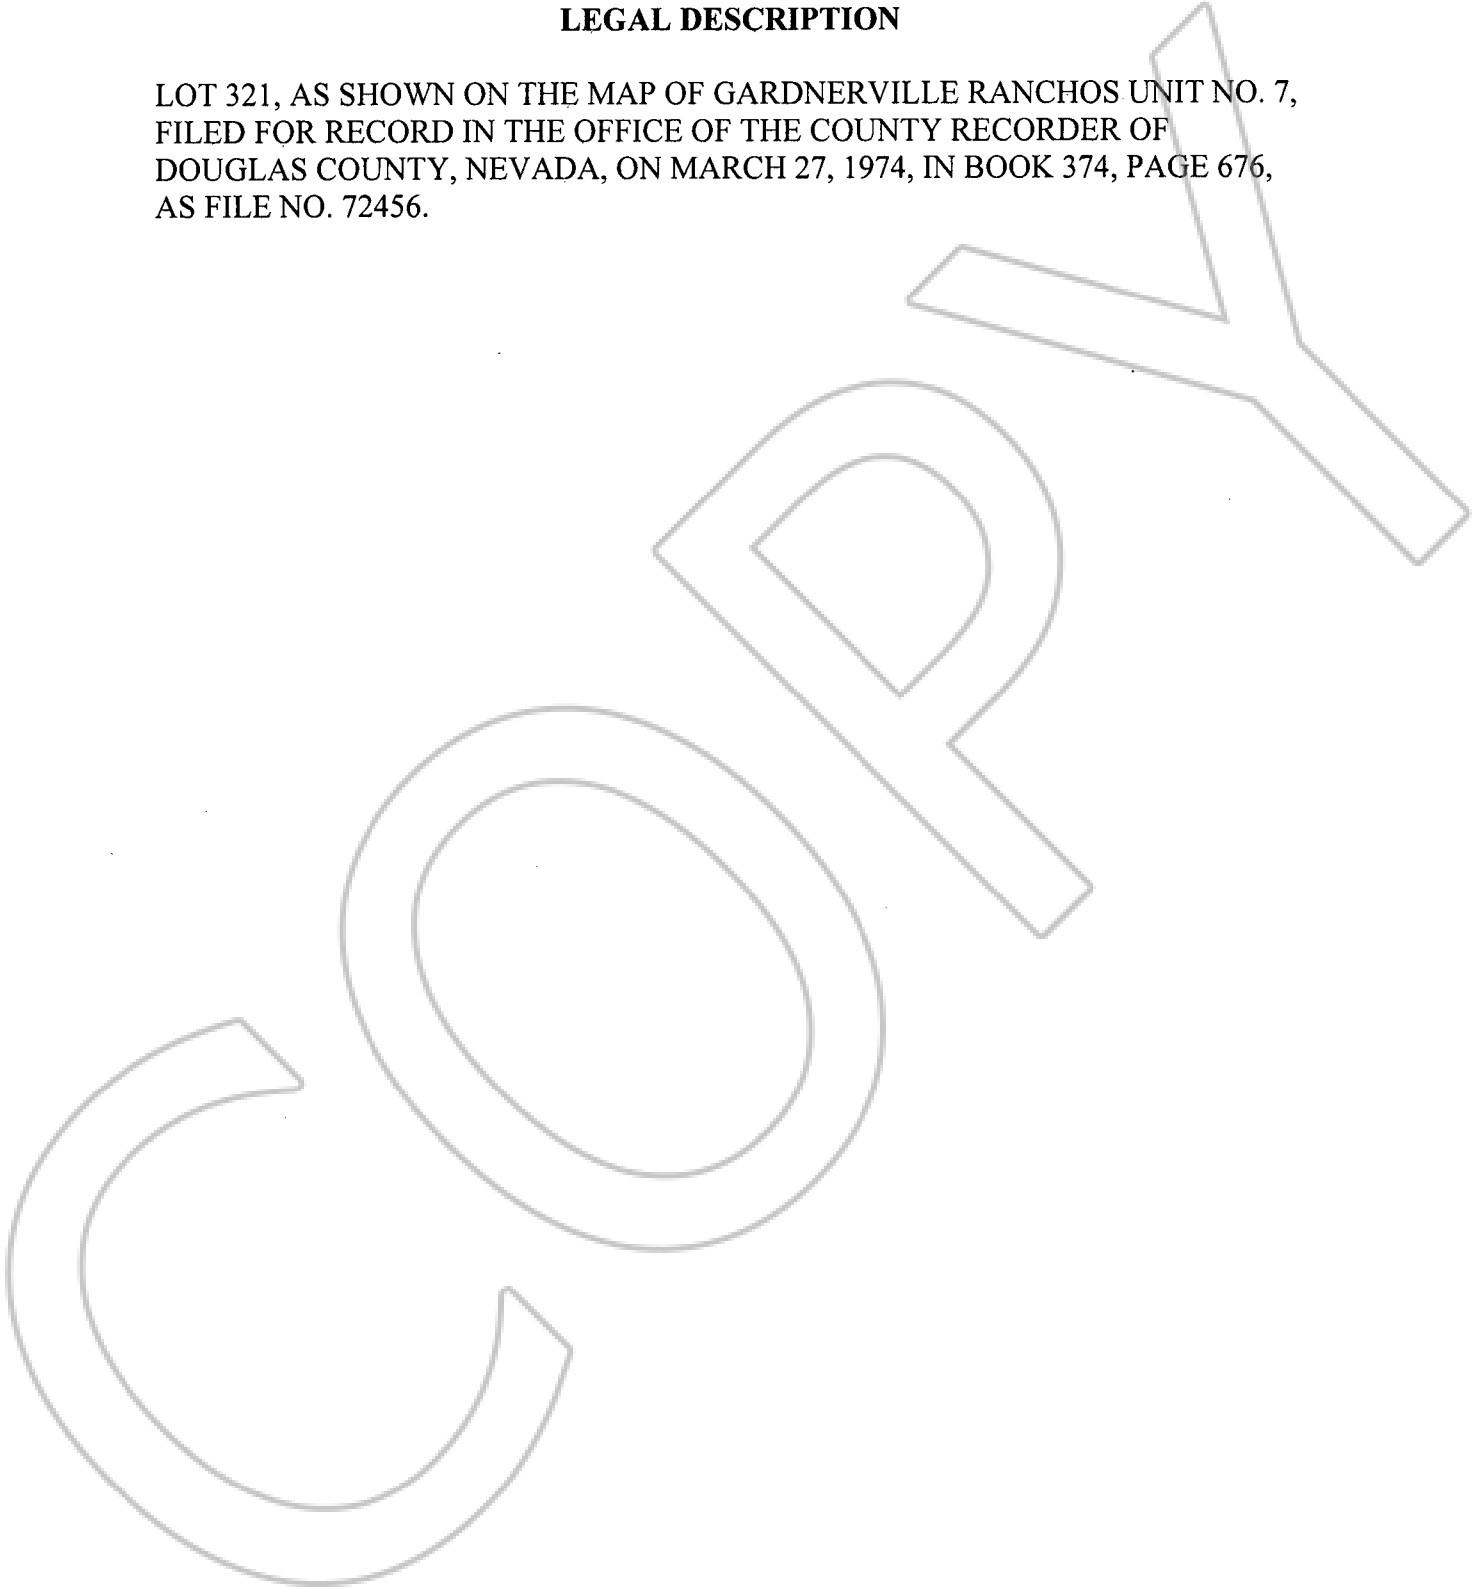 LEGAL DESCRIPTION
LOT 321, AS SHOWN ON THE MAP OF GARDNERVILLE RANCHOS UNIT NO. 7,
FILED FOR RECORD IN THE OFFICE OF THE COUNTY RECORDER OF
DOUGLAS COUNTY, NEVADA, ON MARCH 27, 1974, IN BOOK 374, PAGE 676,
AS FILE NO. 72456.
COPY